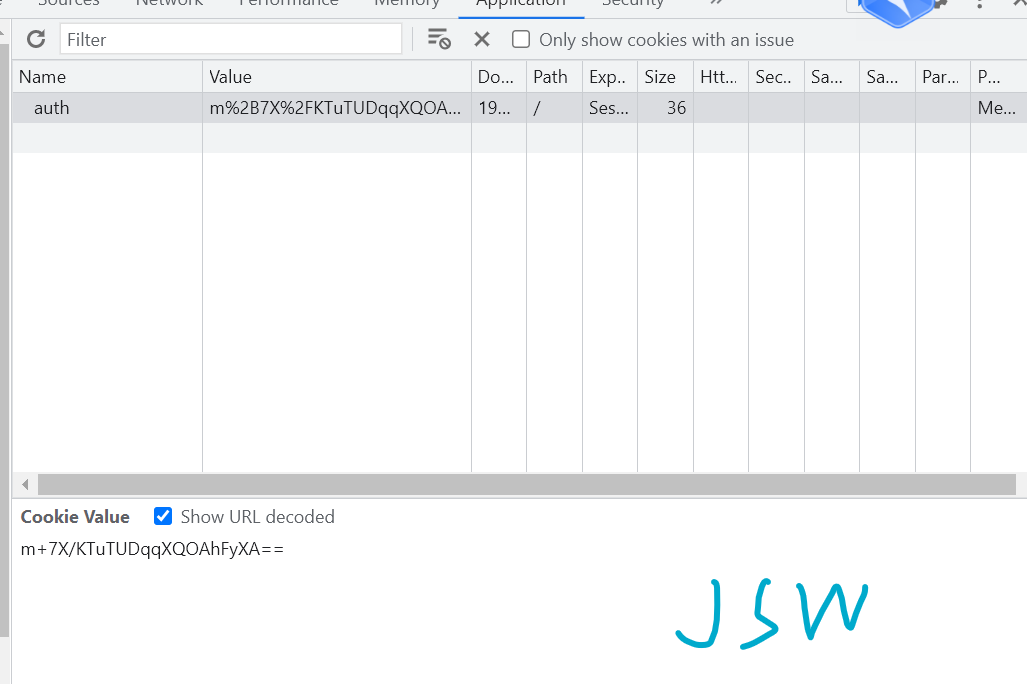 Sources Network Performance Memory Application Security »
Filter Only show cookies with an issue
Name Value Do... Path Exp.. Size Htt... Sec.. Sa... Sa... Par... P...
auth m%2B7X%2FKTuTUDqqXQOA... 19... / Ses... 36 Me...
Cookie Value Show URL decoded
m+7X/KTuTUDqqXQOAhFyXA==
JSW